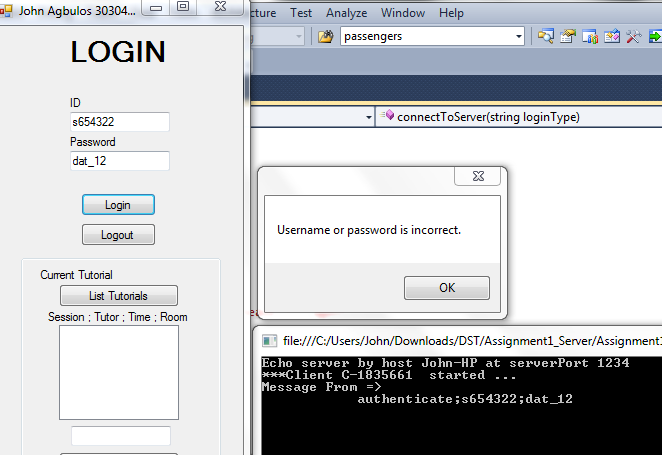 John Agbulos 30304...
LOGIN
ID
s654322
Password
dat_12
Login
Logout
Current Tutorial
List Tutorials
Session ; Tutor ; Time ; Room
Test Analyze Window Help
passengers
connectToServer(string loginType)
Username or password is incorrect.
OK
file:///C:/Users/John/Downloads/DST/Assignment1_Server/Assignment1
Echo server by host John-HP at serverPort 1234
***Client C-1835661 started ...
Message From =>
authenticate;s654322;dat_12